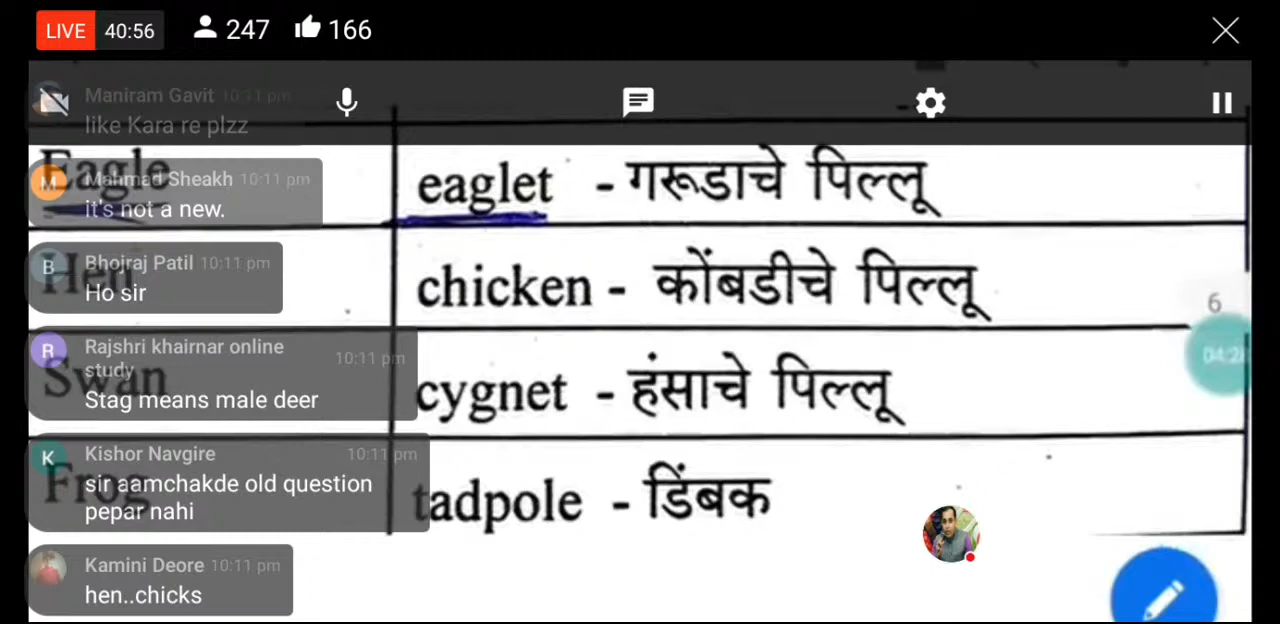 LIVE 40:56 247 166
Maniram Gavit 10:11 pm
like Kara re plzz
Eagle eaglet - गरूडाचे पिल्लू
Mahmad Sheakh 10:11 pm
it's not a new.
Hen chicken - कोंबडीचे पिल्लू
Bhojraj Patil 10:11 pm
Ho sir
6
Rajshri khairnar online
study 10:11 pm
04:28
Swan cygnet - हंसाचे पिल्लू
Stag means male deer
Kishor Navgire 10:11 pm
Frog tadpole - डिंबक
sir aamchakde old question
pepar nahi
Kamini Deore 10:11 pm
hen..chicks